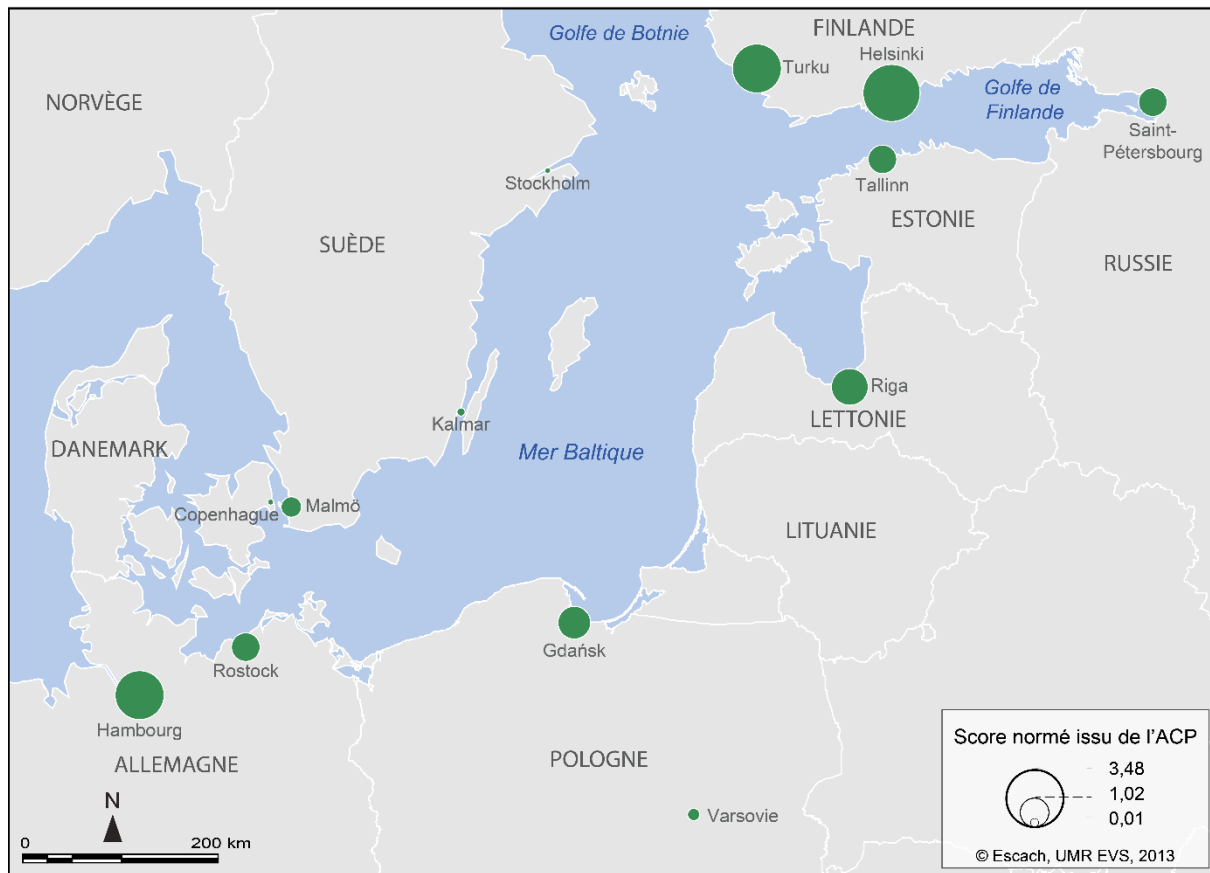 Golfe de Botnie
FINLANDE
Helsinki
Turku
NORVÈGE
Golfe de
Finlande
Saint-
Pétersbourg
Stockholm
Tallinn
ESTONIE
SUÈDE
RUSSIE
Riga
LETTONIE
Kalmar
DANEMARK
Mer Baltique
Copenhague
Malmö
LITUANIE
Gdańsk
Rostock
Hambourg
ALLEMAGNE
POLOGNE
Varsovie
N
0 200 km
Score normé issu de l'ACP
3,48
1,02
0,01
© Escach, UMR EVS, 2013